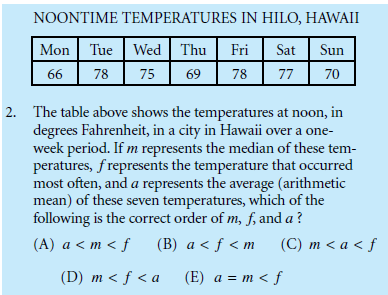 NOONTIME TEMPERATURES IN HILO, HAWAII
Mon Tue Wed Thu Fri Sat Sun
66 78 75 69 78 77 70
2. The table above shows the temperatures at noon, in
degrees Fahrenheit, in a city in Hawaii over a one-
week period. If m represents the median of these tem-
peratures, f represents the temperature that occurred
most often, and a represents the average (arithmetic
mean) of these seven temperatures, which of the
following is the correct order of m, f, and a ?
(A) a < m < f (B) a < f < m (C) m < a < f
(D) m < f < a (E) a = m < f